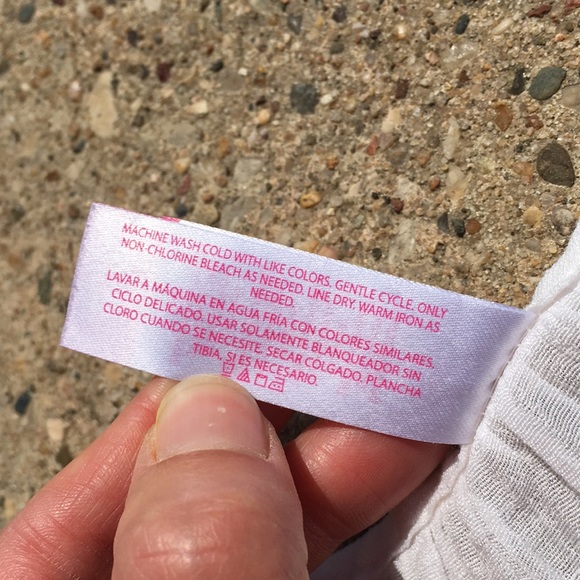 MACHINE WASH COLD WITH LIKE COLORS. GENTLE CYCLE. ONLY
NON-CHLORINE BLEACH AS NEEDED. LINE DRY. WARM IRON AS
NEEDED.
LAVAR A MÁQUINA EN AGUA FRÍA CON COLORES SIMILARES.
CICLO DELICADO. USAR SOLAMENTE BLANQUEADOR SIN
CLORO CUANDO SE NECESITE. SECAR COLGADO. PLANCHA
TIBIA, SI ES NECESARIO.